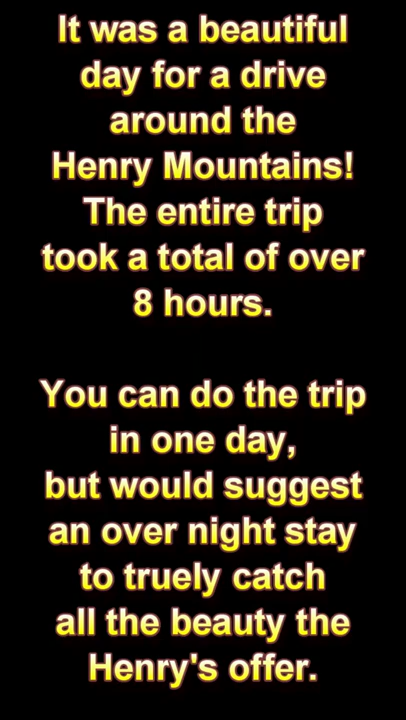 It was a beautiful
day for a drive
around the
Henry Mountains!
The entire trip
took a total of over
8 hours.
You can do the trip
in one day,
but would suggest
an over night stay
to truely catch
all the beauty the
Henry's offer.